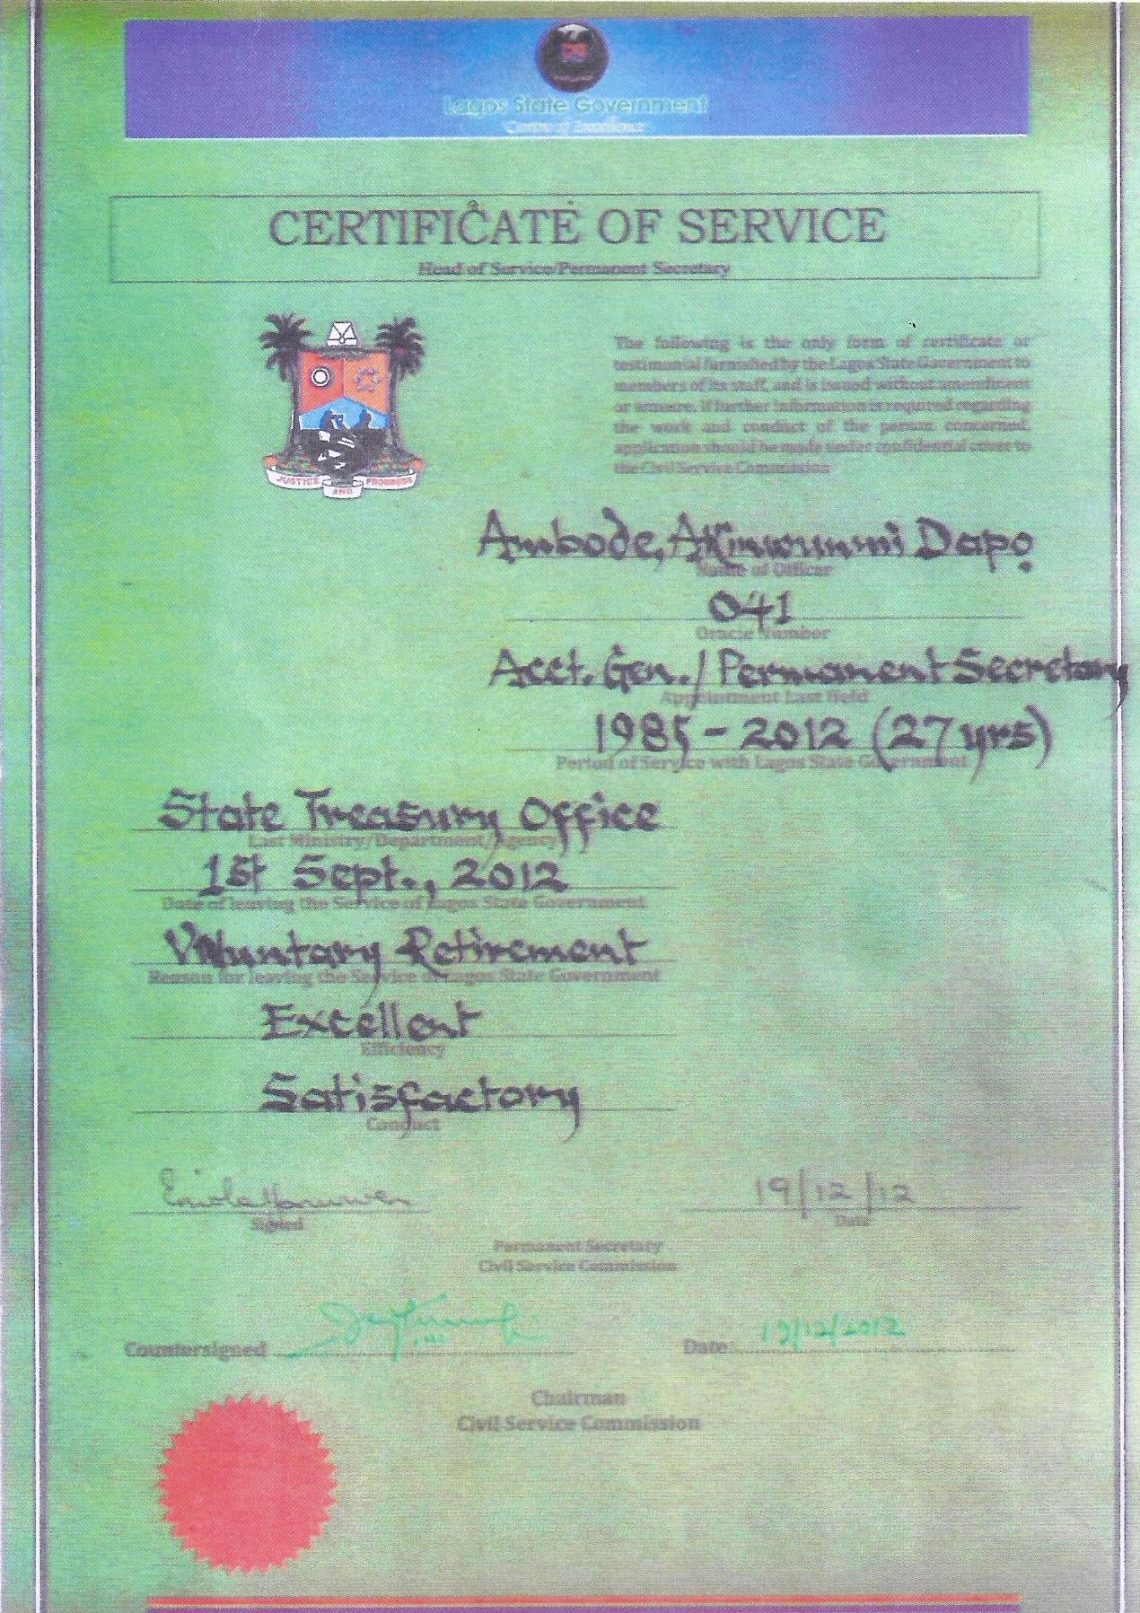 Lagos State Government
Centre of Excellence
CERTIFICATE OF SERVICE
Head of Service/Permanent Secretary
JUSTICE AND PROGRESS
The following is the only form of certificate or
testimonial furnished by the Lagos State Government to
members of its staff, and is issued without amendment
or erasure. If further information is required regarding
the work and conduct of the person concerned,
application should be made under confidential cover to
the Civil Service Commission
Ambode, Akinwunmi Dapo
Name of Officer
041
Oracle Number
Acct. Gen. / Permanent Secretary
Appointment Last Held
1985 - 2012 (27 yrs)
Period of Service with Lagos State Government
State Treasury Office
Last Ministry/Department/Agency
1st Sept., 2012
Date of leaving the Service of Lagos State Government
Voluntary Retirement
Reason for leaving the Service of Lagos State Government
Excellent
Efficiency
Satisfactory
Conduct
19/12/12
Signed Date
Permanent Secretary
Civil Service Commission
Countersigned Date: 19/12/2012
Chairman
Civil Service Commission